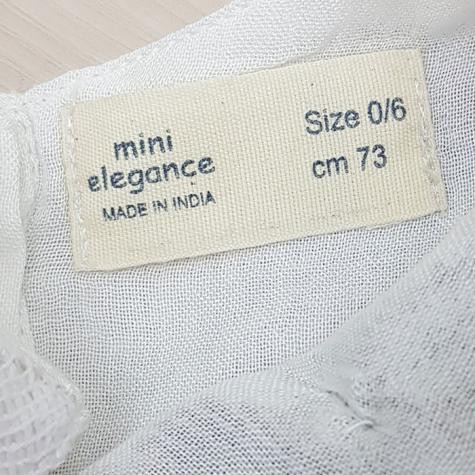 mini
elegance
MADE IN INDIA
Size 0/6
cm 73